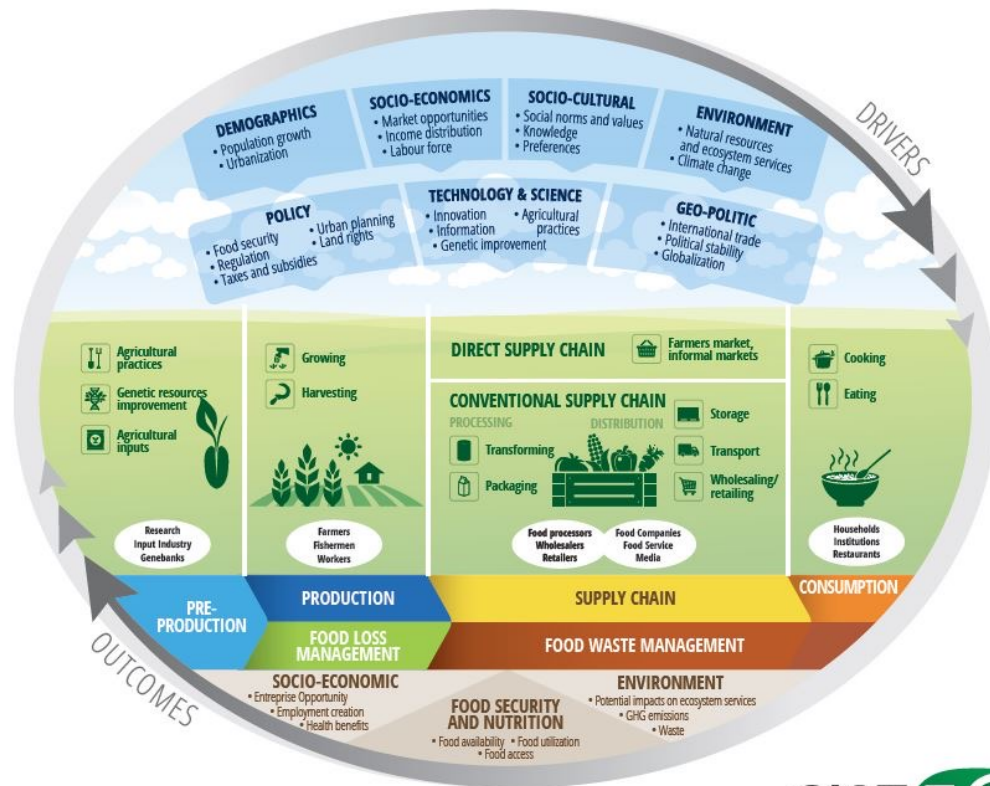 DRIVERS
DEMOGRAPHICS
• Population growth
• Urbanization
SOCIO-ECONOMICS
• Market opportunities
• Income distribution
• Labour force
SOCIO-CULTURAL
• Social norms and values
• Knowledge
• Preferences
ENVIRONMENT
• Natural resources
and ecosystem services
• Climate change
POLICY
• Food security
• Regulation
• Taxes and subsidies
• Urban planning
• Land rights
TECHNOLOGY & SCIENCE
• Innovation
• Information
• Genetic improvement
• Agricultural
practices
GEO-POLITIC
• International trade
• Political stability
• Globalization
Agricultural
practices
Genetic resources
improvement
Agricultural
inputs
Research
Input Industry
Genebanks
Growing
Harvesting
Farmers
Fishermen
Workers
DIRECT SUPPLY CHAIN
Farmers market,
informal markets
CONVENTIONAL SUPPLY CHAIN
PROCESSING
Transforming
Packaging
DISTRIBUTION
Storage
Transport
Wholesaling/
retailing
Food processors
Wholesalers
Retailers
Food Companies
Food Service
Media
Cooking
Eating
Households
Institutions
Restaurants
PRE-
PRODUCTION
PRODUCTION
SUPPLY CHAIN
CONSUMPTION
FOOD LOSS
MANAGEMENT
FOOD WASTE MANAGEMENT
OUTCOMES
SOCIO-ECONOMIC
• Entreprise Opportunity
• Employment creation
• Health benefits
FOOD SECURITY
AND NUTRITION
• Food availability • Food utilization
• Food access
ENVIRONMENT
• Potential impacts on ecosystem services
• GHG emissions
• Waste